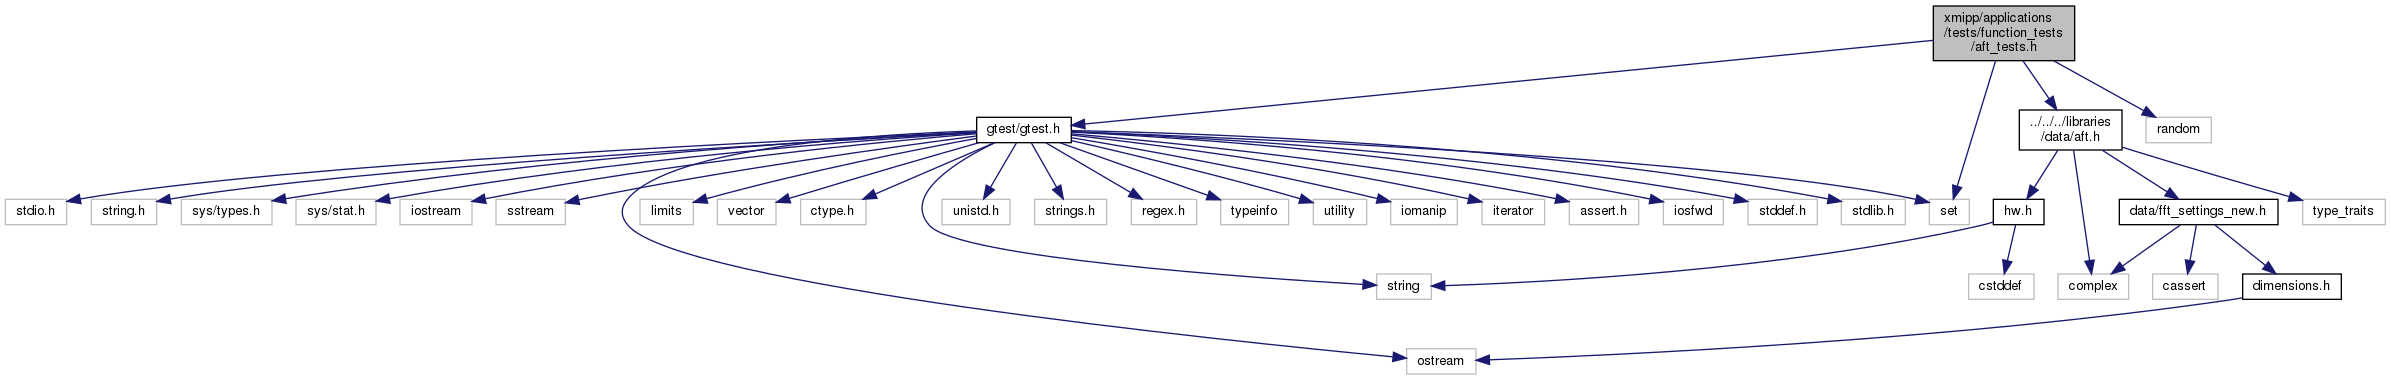 xmipp/applications
/tests/function_tests
/aft_tests.h
gtest/gtest.h
../../../libraries
/data/aft.h
random
stdio.h
string.h
sys/types.h
sys/stat.h
iostream
sstream
limits
vector
ctype.h
unistd.h
strings.h
regex.h
typeinfo
utility
iomanip
iterator
assert.h
iosfwd
stddef.h
stdlib.h
set
hw.h
data/fft_settings_new.h
type_traits
string
cstddef
complex
cassert
dimensions.h
ostream